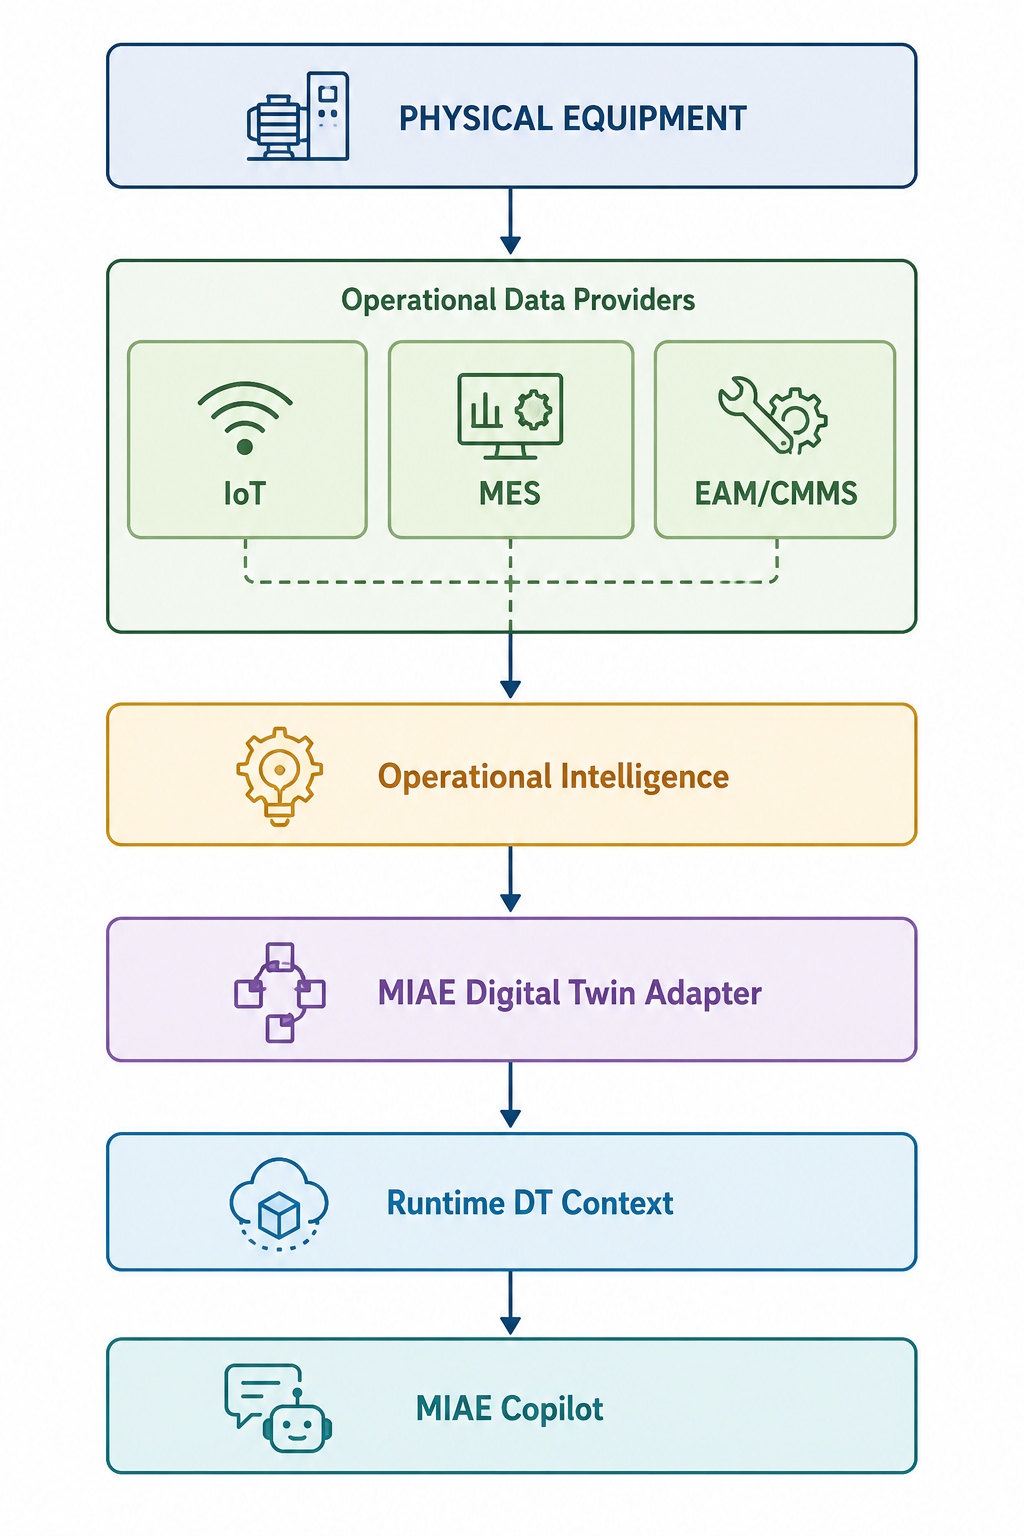 PHYSICAL EQUIPMENT
Operational Data Providers
IoT
MES
EAM/CMMS
Operational Intelligence
MIAE Digital Twin Adapter
Runtime DT Context
MIAE Copilot